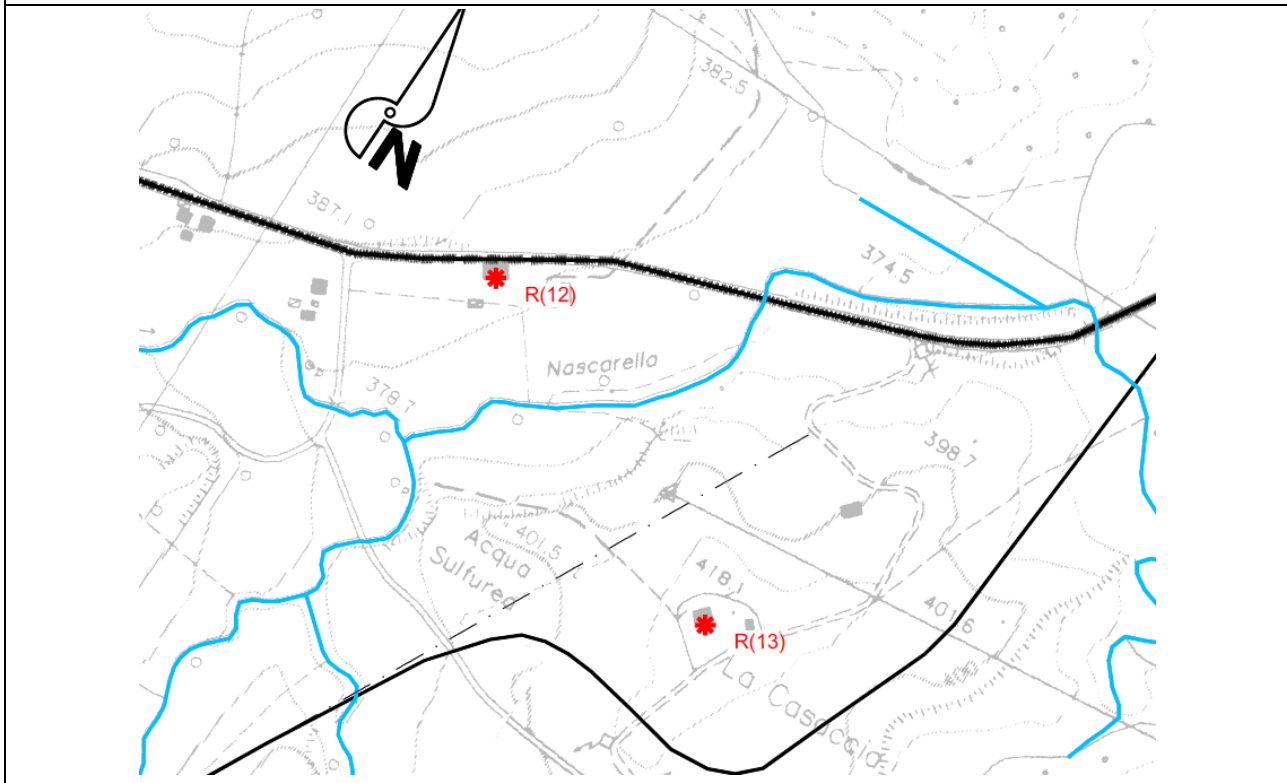 382.5
N
387.1
374.5
R(12)
Nascarella
378.7
398.7
401.5
Acqua
Sulfurea
418.1
401.6
R(13)
La Casaccia